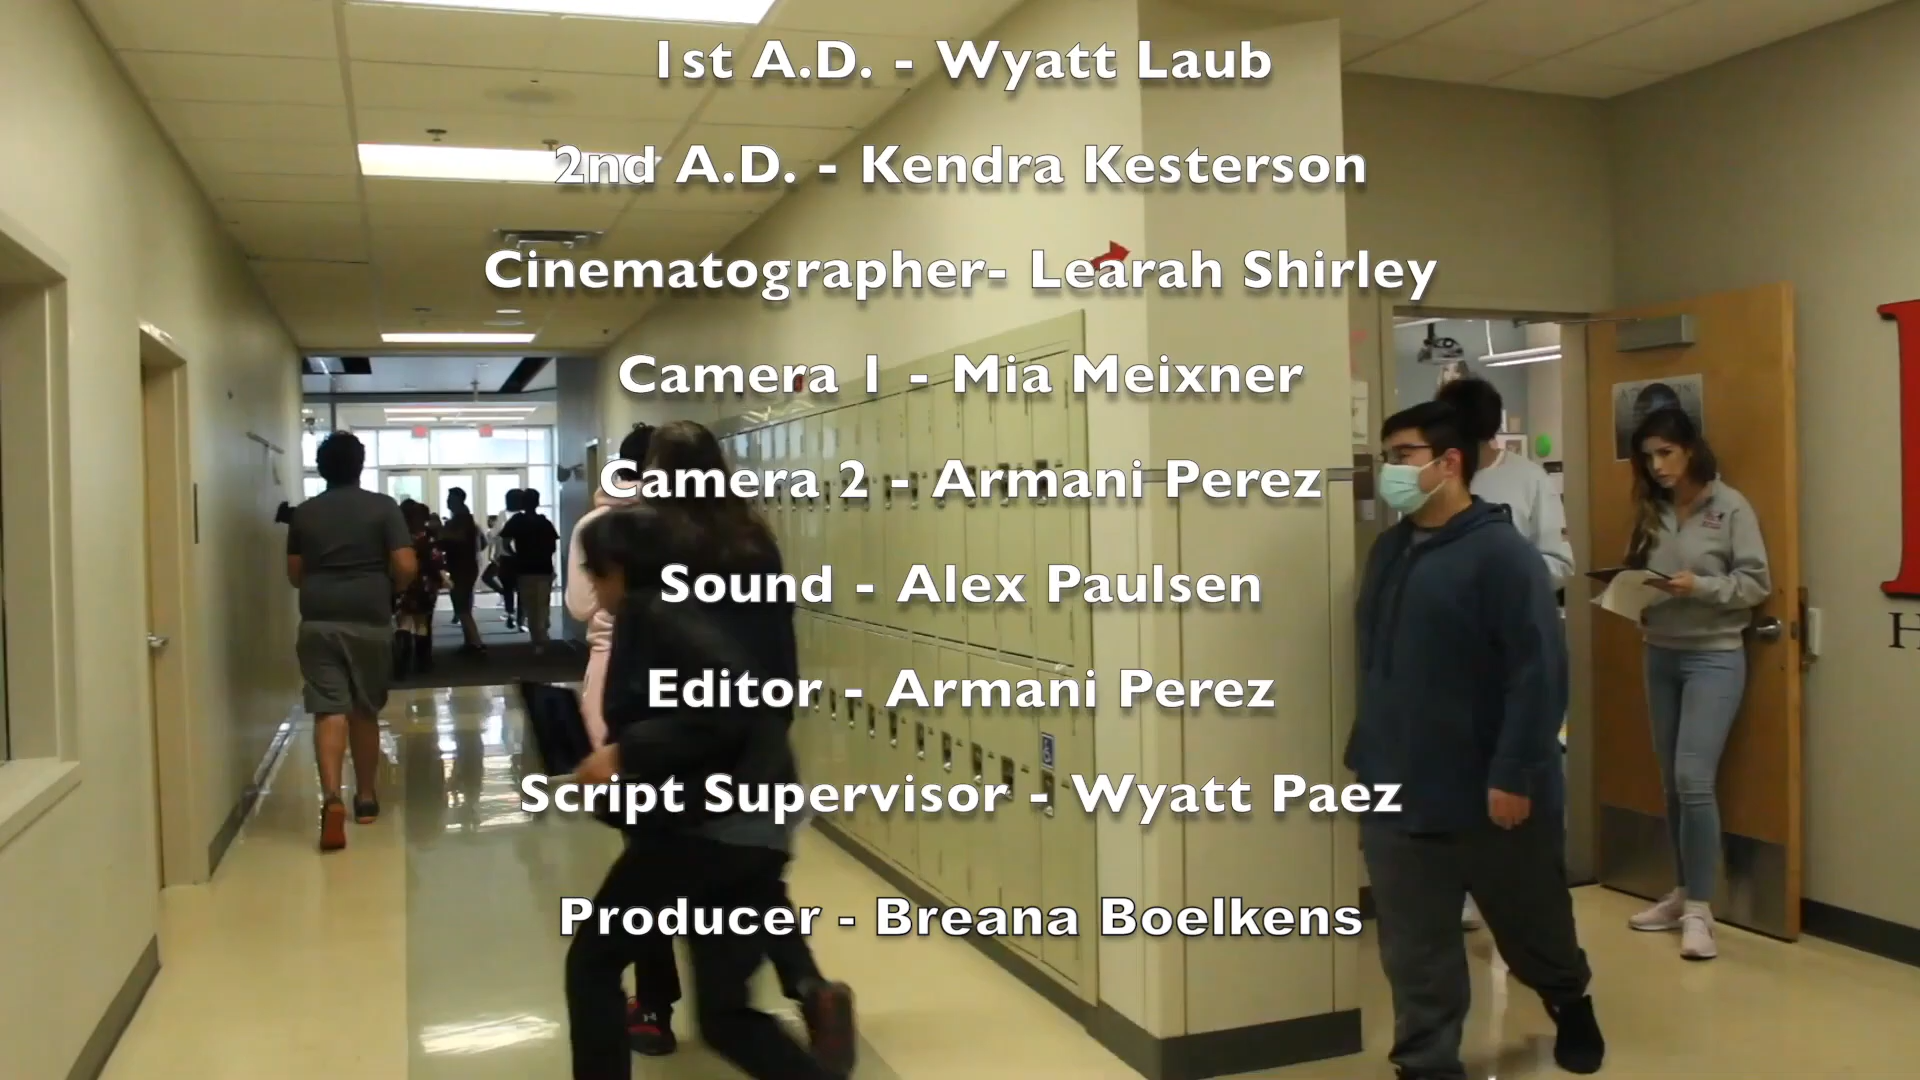 1st A.D. - Wyatt Laub
2nd A.D. - Kendra Kesterson
Cinematographer- Learah Shirley
Camera 1 - Mia Meixner
Camera 2 - Armani Perez
Sound - Alex Paulsen
Editor - Armani Perez
Script Supervisor - Wyatt Paez
Producer - Breana Boelkens